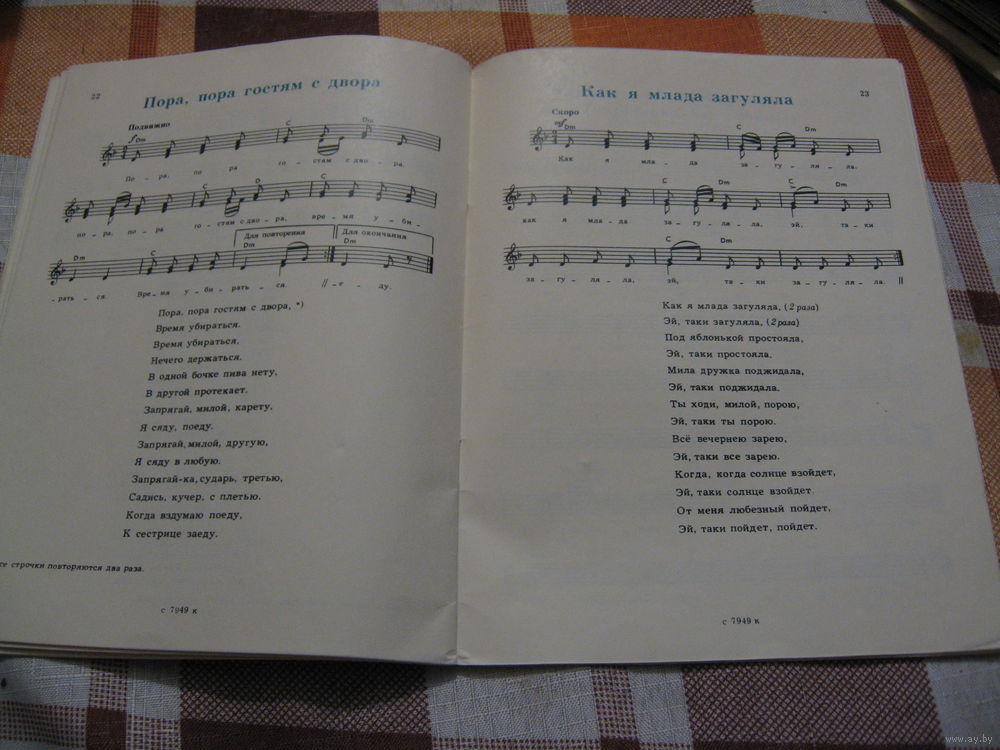 22
Пора, пора гостям с двора
Подвижно
f Dm C Dm
По - ра, по - ра го - стям с дво - ра,
C D C
по - ра, по - ра го - стям с дво - ра, вре - мя у - би -
Для повторения Для окончания
Dm C Dm Dm
- рать - ся. Вре - мя у - би - рать - ся. // - е - ду.
Пора, пора гостям с двора, *)
Время убираться.
Время убираться.
Нечего держаться.
В одной бочке пива нету,
В другой протекает.
Запрягай, милой, карету,
Я сяду, поеду.
Запрягай, милой, другую,
Я сяду в любую.
Запрягай-ка, сударь, третью,
Садись, кучер, с плетью.
Когда вздумаю поеду,
К сестрице заеду.
строчки повторяются два раза.
с 7949 к
23
Как я млада загуляла
Скоро
mf Dm C Dm
Как я мла - да за - гу - ля - ла,
C Dm C Dm
как я мла - да за - гу - ля - ла, эй, та - ки
C Dm
за - гу - ля - ла, эй, та - ки за - гу - ля - ла. //
Как я млада загуляла, (2 раза)
Эй, таки загуляла, (2 раза)
Под яблонькой простояла,
Эй, таки простояла.
Мила дружка поджидала,
Эй, таки поджидала.
Ты ходи, милой, порою,
Эй, таки ты порою.
Всё вечернею зарею,
Эй, таки все зарею.
Когда, когда солнце взойдет,
Эй, таки солнце взойдет.
От меня любезный пойдет,
Эй, таки пойдет, пойдет.
с 7949 к
www.ay.by